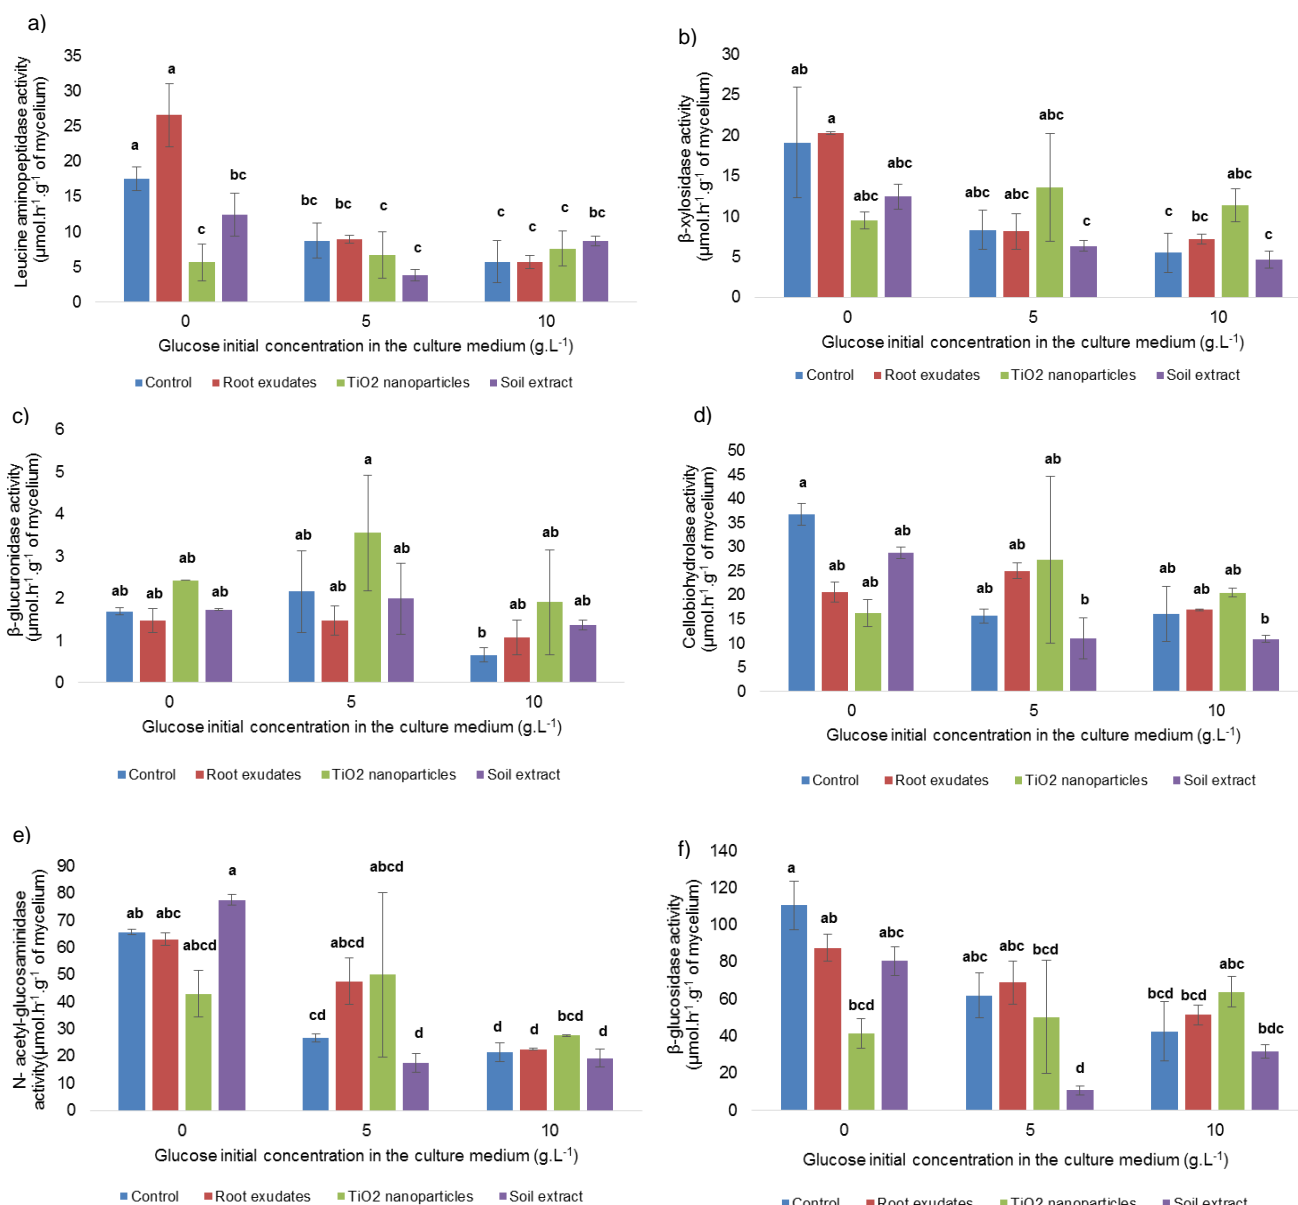 a)
Leucine aminopeptidase activity
(µmol.h⁻¹.g⁻¹ of mycelium)
35
30
25
20
15
10
5
0
a
a
c
bc
bc
bc
c
c
c
c
c
bc
0
5
10
Glucose initial concentration in the culture medium (g.L⁻¹)
Control
Root exudates
TiO2 nanoparticles
Soil extract
b)
β-xylosidase activity
(µmol.h⁻¹.g⁻¹ of mycelium)
30
25
20
15
10
5
0
ab
a
abc
abc
abc
abc
abc
c
c
bc
abc
c
0
5
10
Glucose initial concentration in the culture medium (g.L⁻¹)
Control
Root exudates
TiO2 nanoparticles
Soil extract
c)
β-glucuronidase activity
(µmol.h⁻¹.g⁻¹ of mycelium)
6
5
4
3
2
1
0
ab
ab
ab
ab
ab
ab
a
ab
b
ab
ab
ab
0
5
10
Glucose initial concentration in the culture medium (g.L⁻¹)
Control
Root exudates
TiO2 nanoparticles
Soil extract
d)
Cellobiohydrolase activity
(µmol.h⁻¹.g⁻¹ of mycelium)
50
45
40
35
30
25
20
15
10
5
0
a
ab
ab
ab
ab
ab
ab
b
ab
ab
ab
b
0
5
10
Glucose initial concentration in the culture medium (g.L⁻¹)
Control
Root exudates
TiO2 nanoparticles
Soil extract
e)
N- acetyl-glucosaminidase
activity(µmol.h⁻¹.g⁻¹ of mycelium)
90
80
70
60
50
40
30
20
10
0
ab
abc
abcd
a
cd
abcd
abcd
d
d
d
bcd
d
0
5
10
Glucose initial concentration in the culture medium (g.L⁻¹)
Control
Root exudates
TiO2 nanoparticles
Soil extract
f)
β-glucosidase activity
(µmol.h⁻¹.g⁻¹ of mycelium)
140
120
100
80
60
40
20
0
a
ab
bcd
abc
abc
abc
bcd
d
bcd
bcd
abc
bdc
0
5
10
Glucose initial concentration in the culture medium (g.L⁻¹)
Control
Root exudates
TiO2 nanoparticles
Soil extract